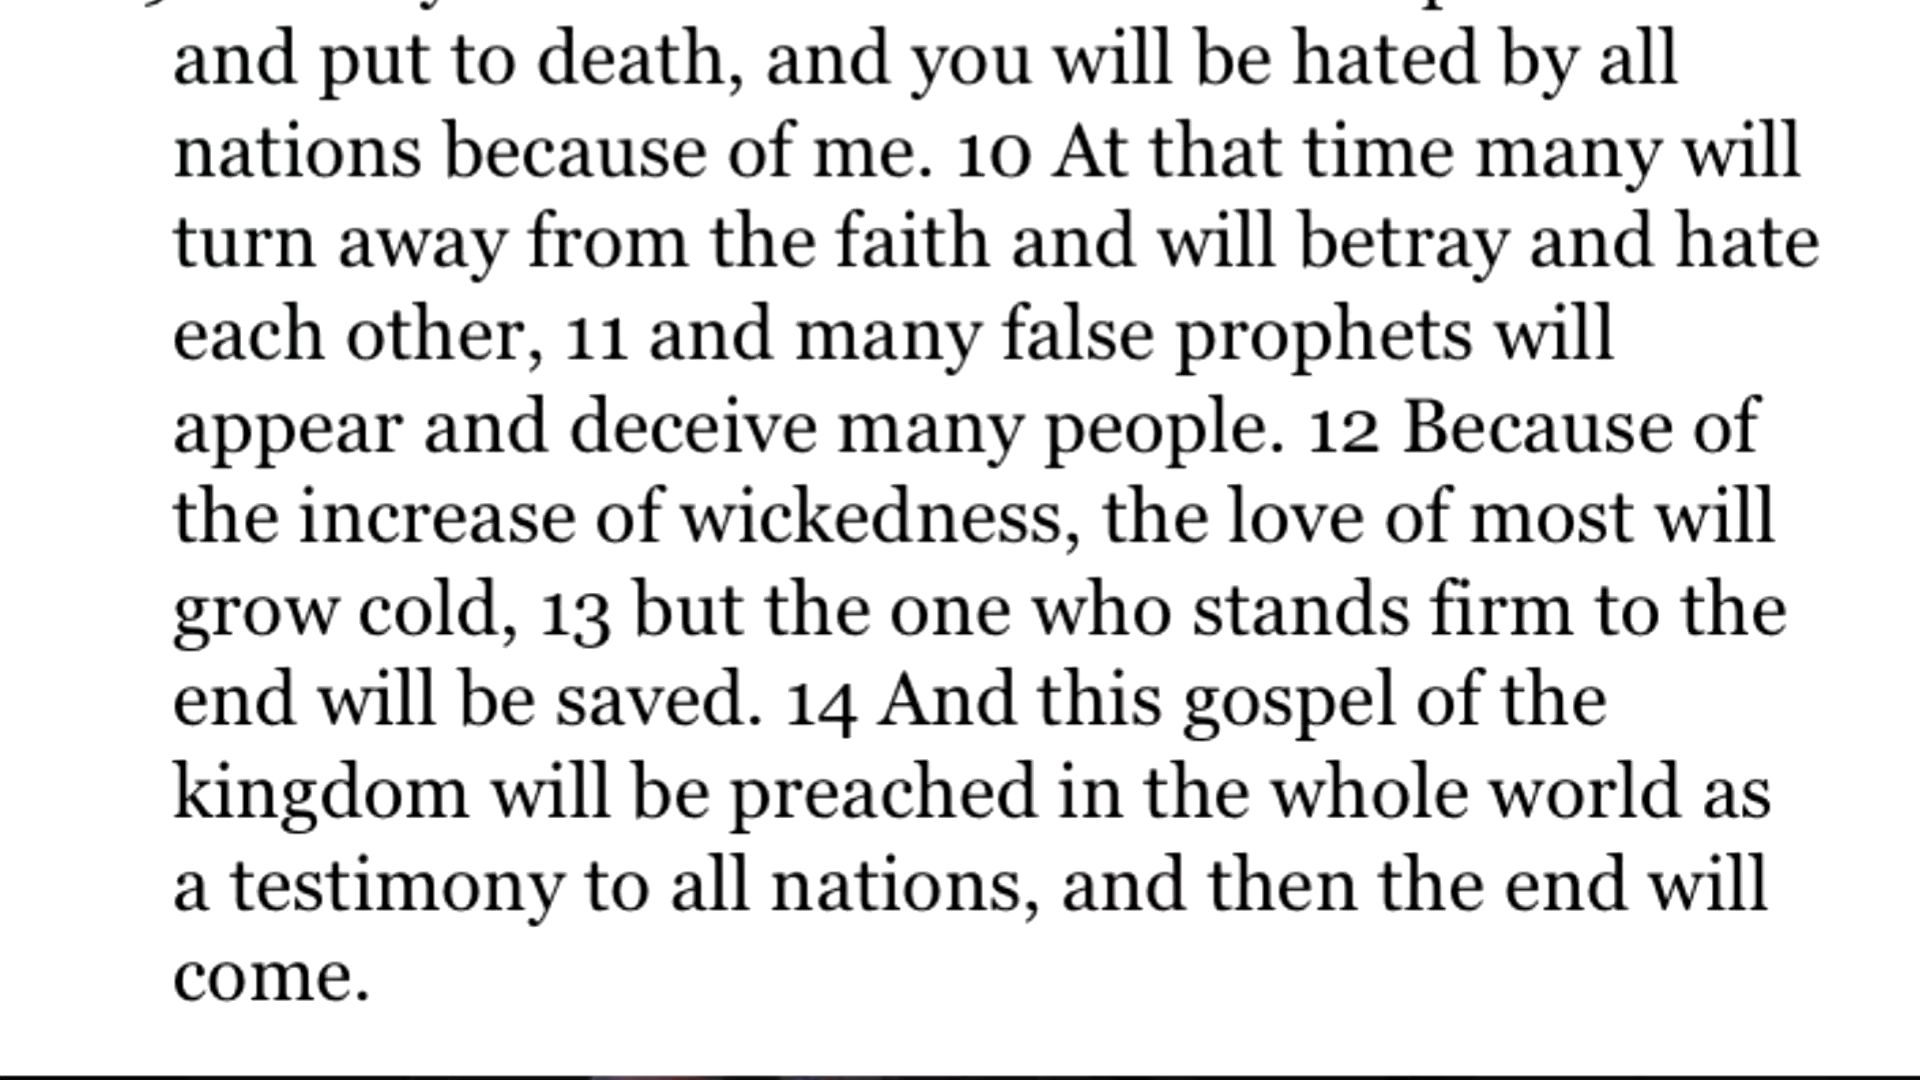 and put to death, and you will be hated by all
nations because of me. 10 At that time many will
turn away from the faith and will betray and hate
each other, 11 and many false prophets will
appear and deceive many people. 12 Because of
the increase of wickedness, the love of most will
grow cold, 13 but the one who stands firm to the
end will be saved. 14 And this gospel of the
kingdom will be preached in the whole world as
a testimony to all nations, and then the end will
come.